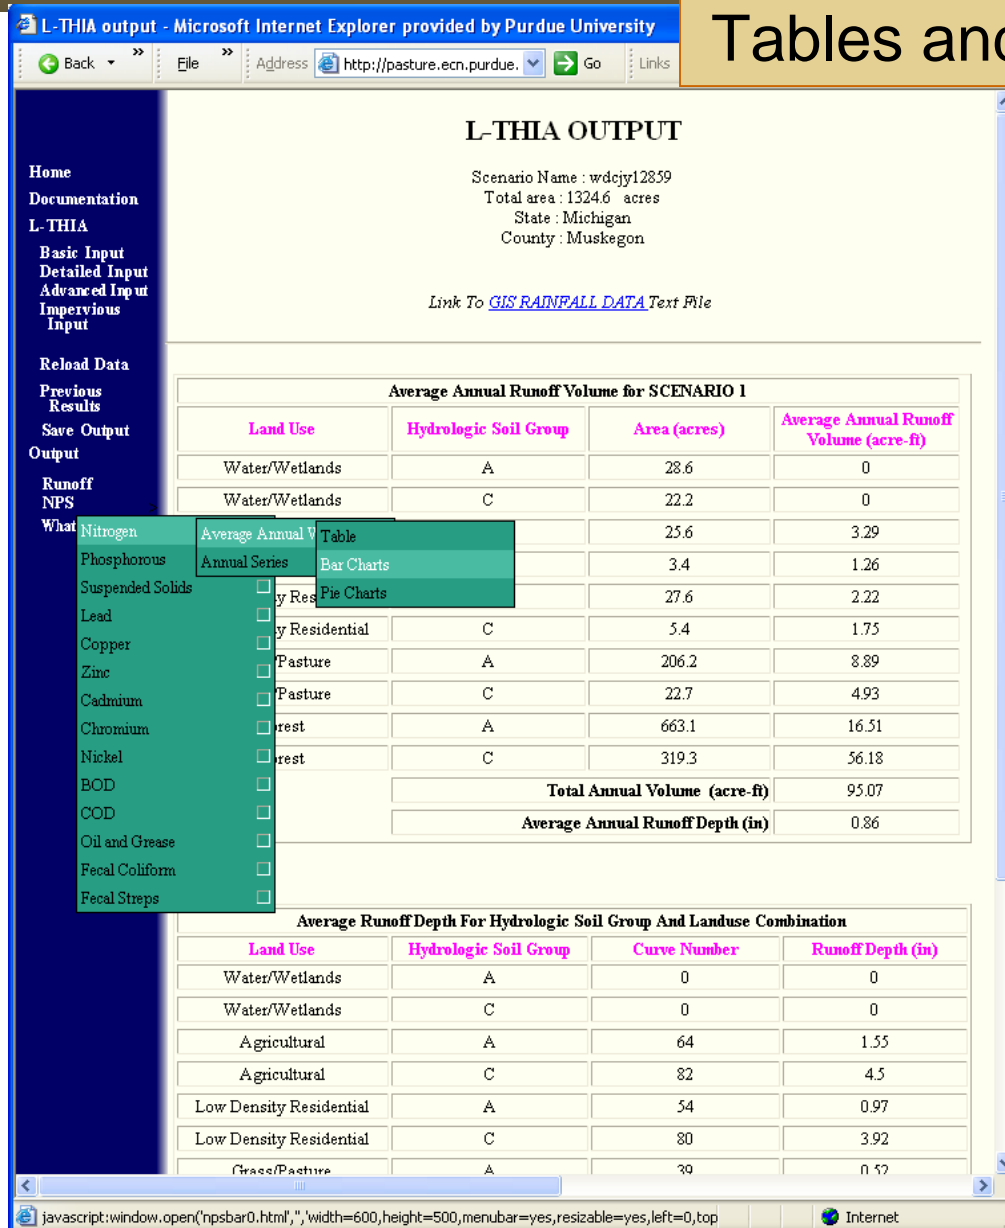 L-THIA output - Microsoft Internet Explorer provided by Purdue University
Tables and
Back » File » Address http://pasture.ecn.purdue. Go Links
L-THIA OUTPUT
Scenario Name : wdcjy12859
Total area : 1324.6 acres
State : Michigan
County : Muskegon
Link To GIS RAINFALL DATA Text File
Home
Documentation
L-THIA
Basic Input
Detailed Input
Advanced Input
Impervious
Input
Reload Data
Previous
Results
Save Output
Output
Runoff
NPS
What
Nitrogen
Phosphorous
Suspended Solids
Lead
Copper
Zinc
Cadmium
Chromium
Nickel
BOD
COD
Oil and Grease
Fecal Coliform
Fecal Streps
Average Annual
Annual Series
Table
Bar Charts
Pie Charts
Average Annual Runoff Volume for SCENARIO 1
Land Use Hydrologic Soil Group Area (acres) Average Annual Runoff Volume (acre-ft)
Water/Wetlands A 28.6 0
Water/Wetlands C 22.2 0
25.6 3.29
3.4 1.26
y Res 27.6 2.22
y Residential C 5.4 1.75
/Pasture A 206.2 8.89
/Pasture C 22.7 4.93
rest A 663.1 16.51
rest C 319.3 56.18
Total Annual Volume (acre-ft) 95.07
Average Annual Runoff Depth (in) 0.86
Average Runoff Depth For Hydrologic Soil Group And Landuse Combination
Land Use Hydrologic Soil Group Curve Number Runoff Depth (in)
Water/Wetlands A 0 0
Water/Wetlands C 0 0
Agricultural A 64 1.55
Agricultural C 82 4.5
Low Density Residential A 54 0.97
Low Density Residential C 80 3.92
Grass/Pasture A 39 0.52
javascript:window.open('npsbar0.html','','width=600,height=500,menubar=yes,resizable=yes,left=0,top
Internet